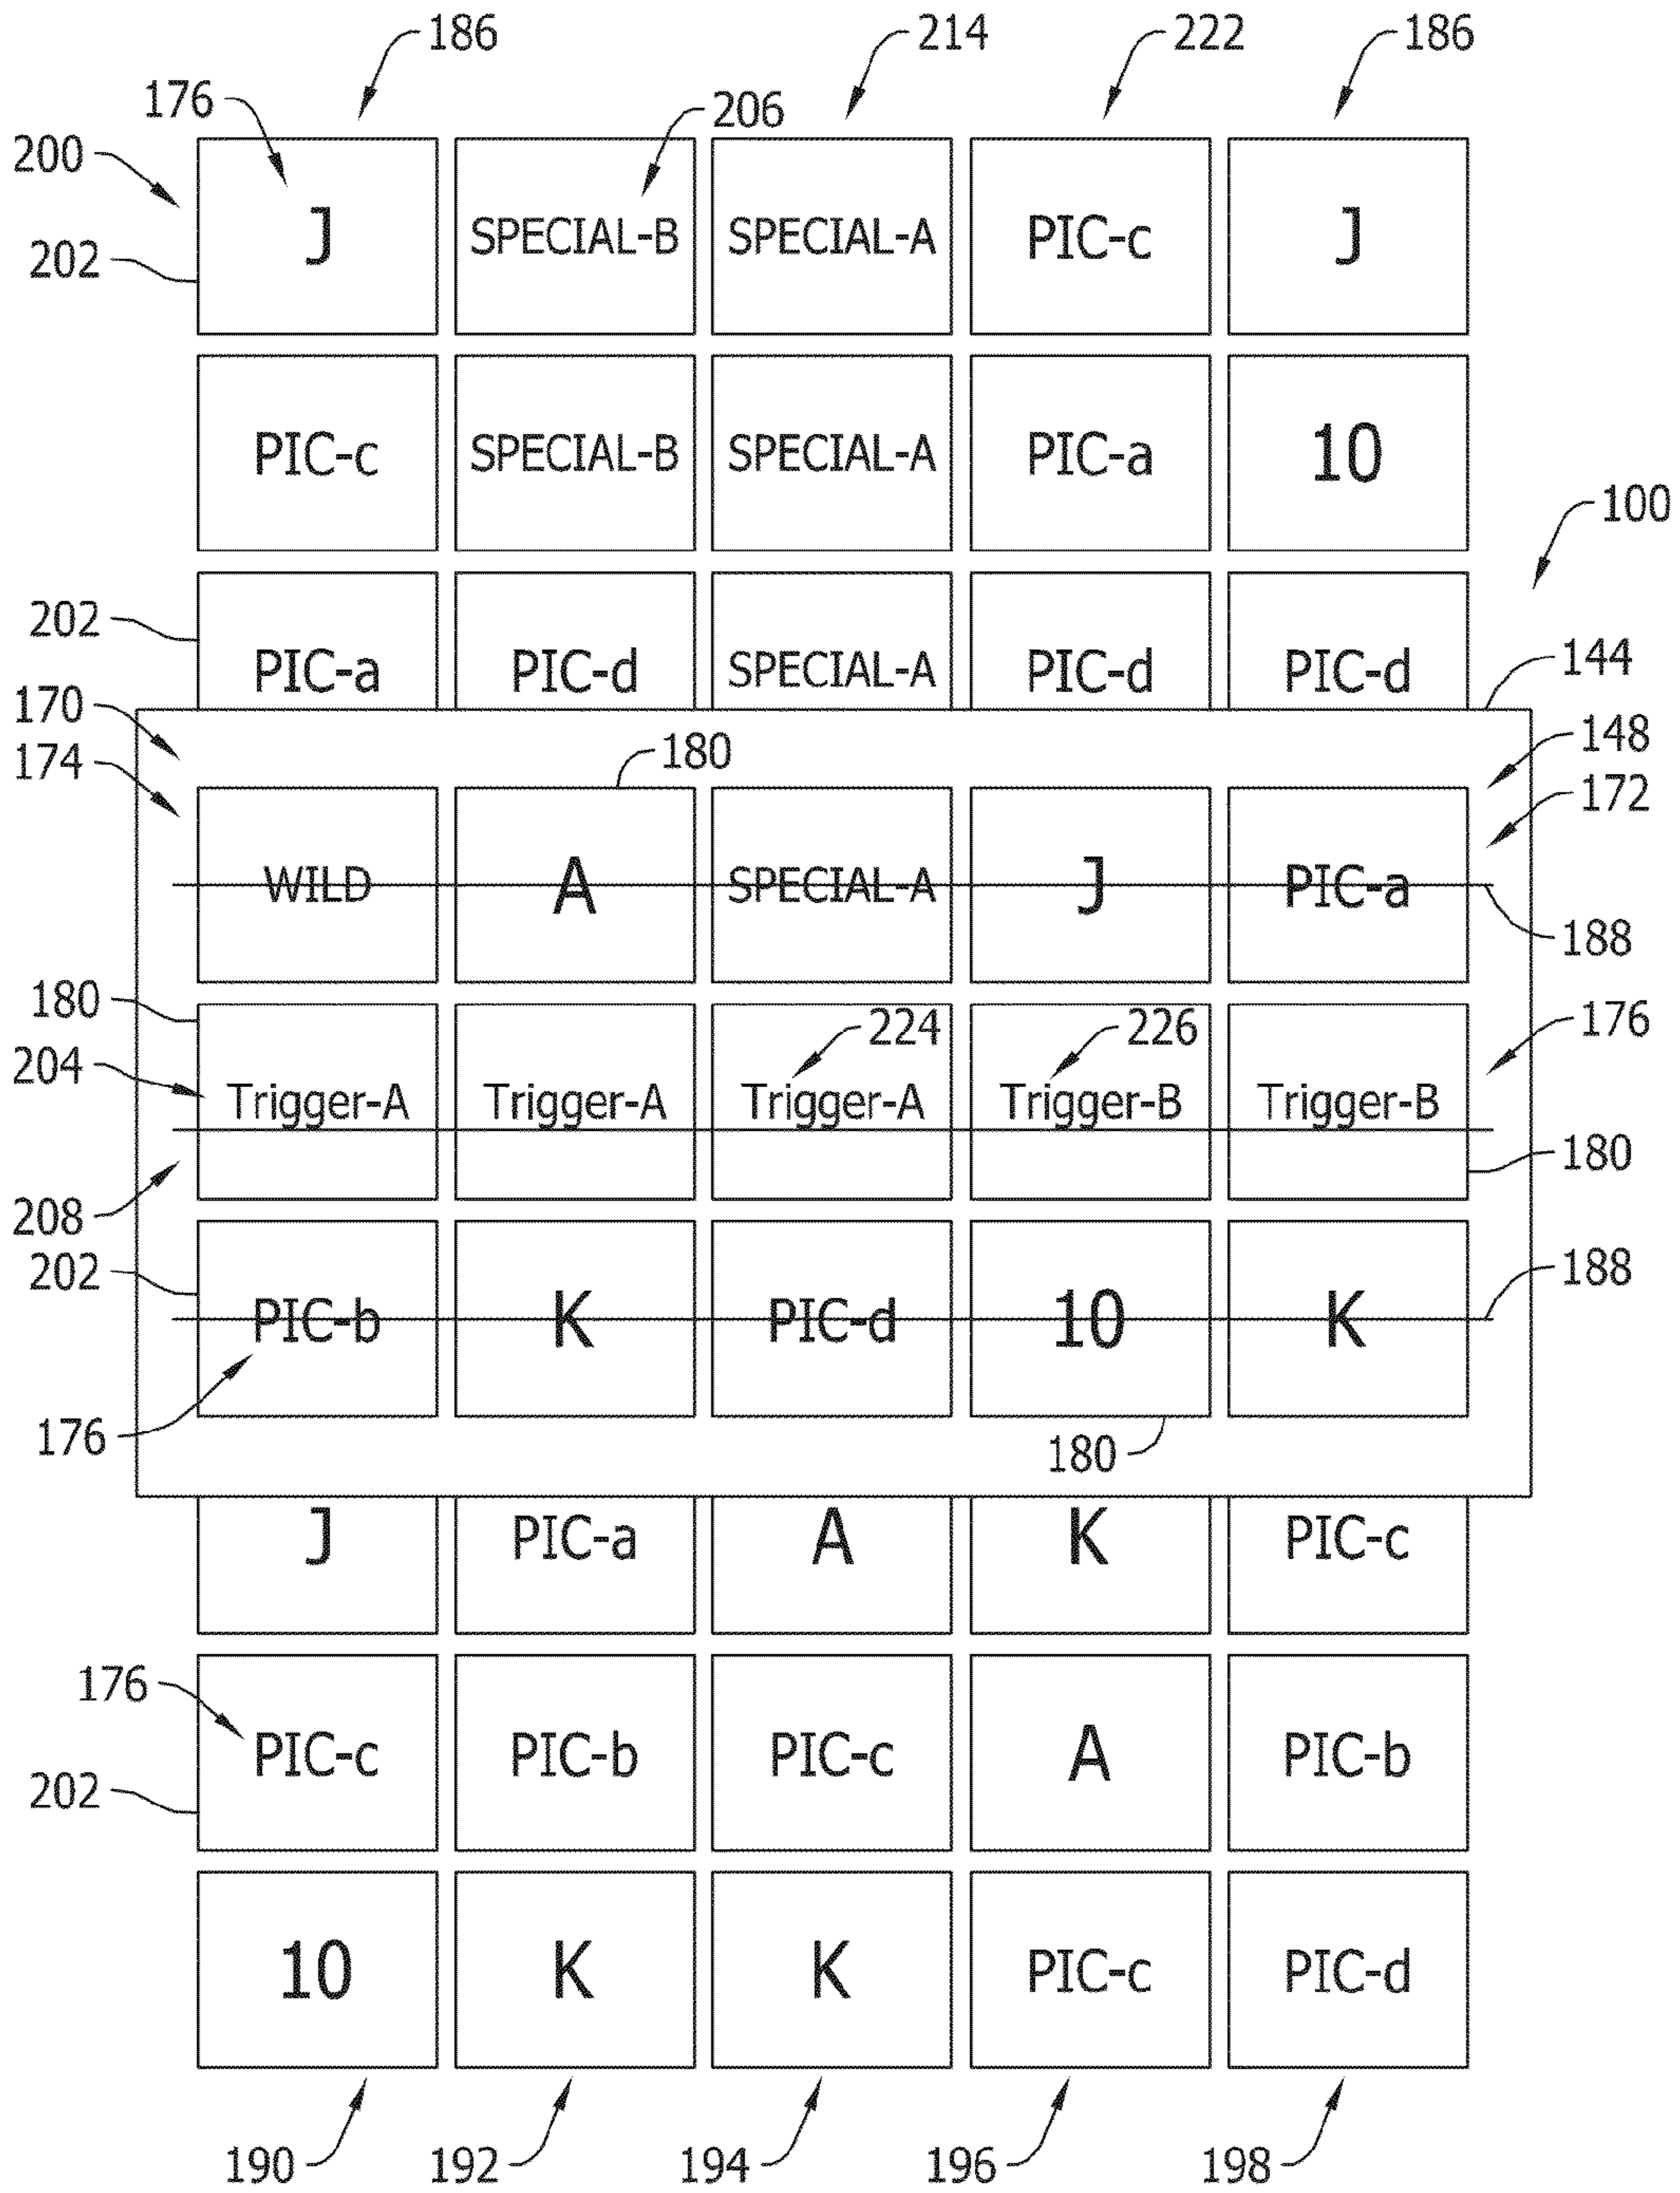 186 214 222 186
176 206
200
J SPECIAL-B SPECIAL-A PIC-c J
202
PIC-c SPECIAL-B SPECIAL-A PIC-a 10
100
202
PIC-a PIC-d SPECIAL-A PIC-d PIC-d
144
170
180 148
174 172
WILD A SPECIAL-A J PIC-a
188
180
224 226 176
204
Trigger-A Trigger-A Trigger-A Trigger-B Trigger-B
180
208
202 188
PIC-b K PIC-d 10 K
176 180
J PIC-a A K PIC-c
176
PIC-c PIC-b PIC-c A PIC-b
202
10 K K PIC-c PIC-d
190 192 194 196 198